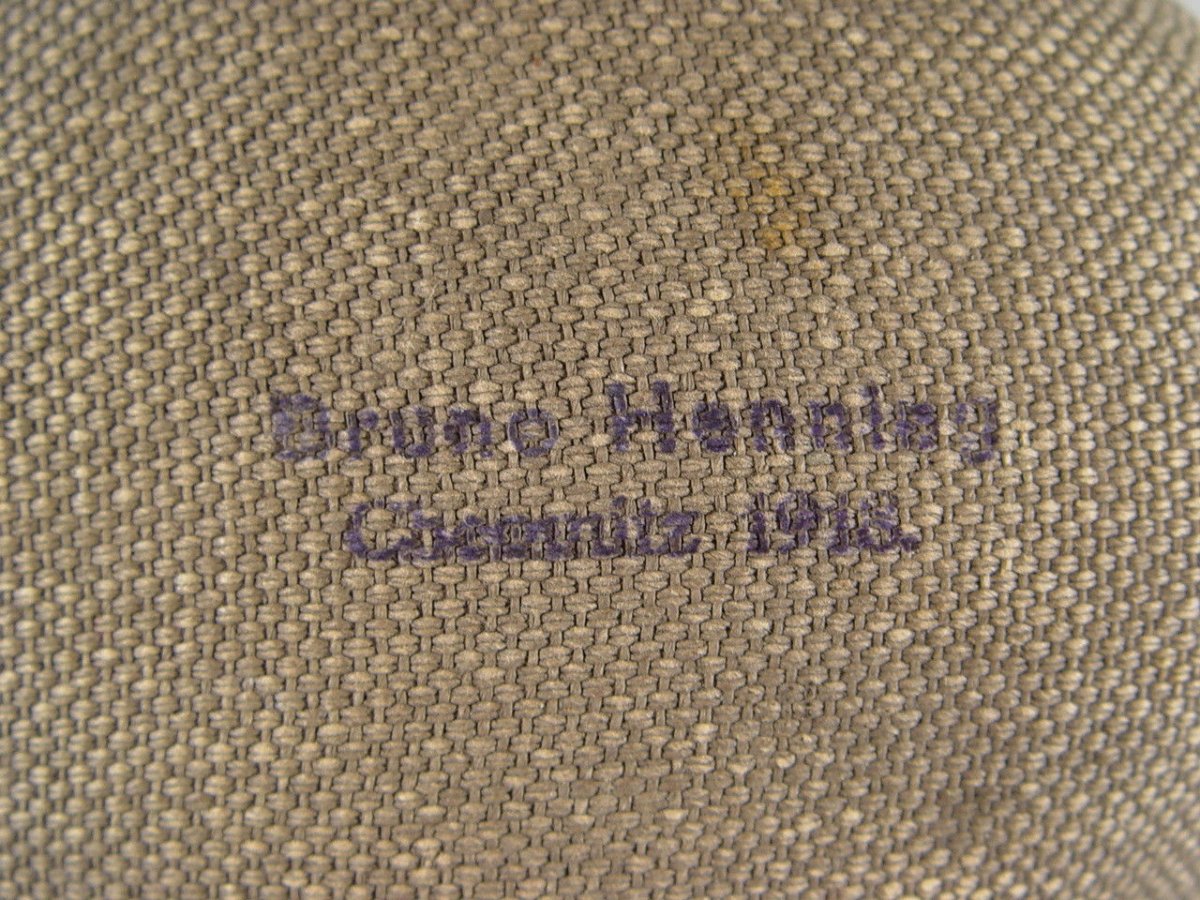 Bruno Henning
Chemnitz 1918.